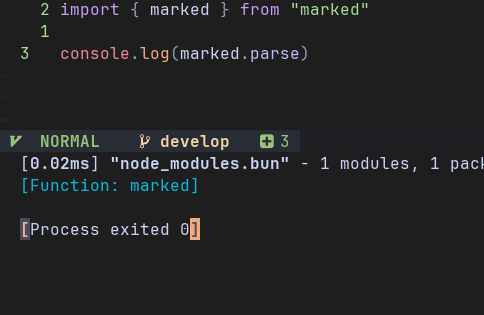 2 import { marked } from "marked"
1
3 console.log(marked.parse)
~
~
~
NORMAL develop 3
[0.02ms] "node_modules.bun" - 1 modules, 1 pack
[Function: marked]
[Process exited 0]